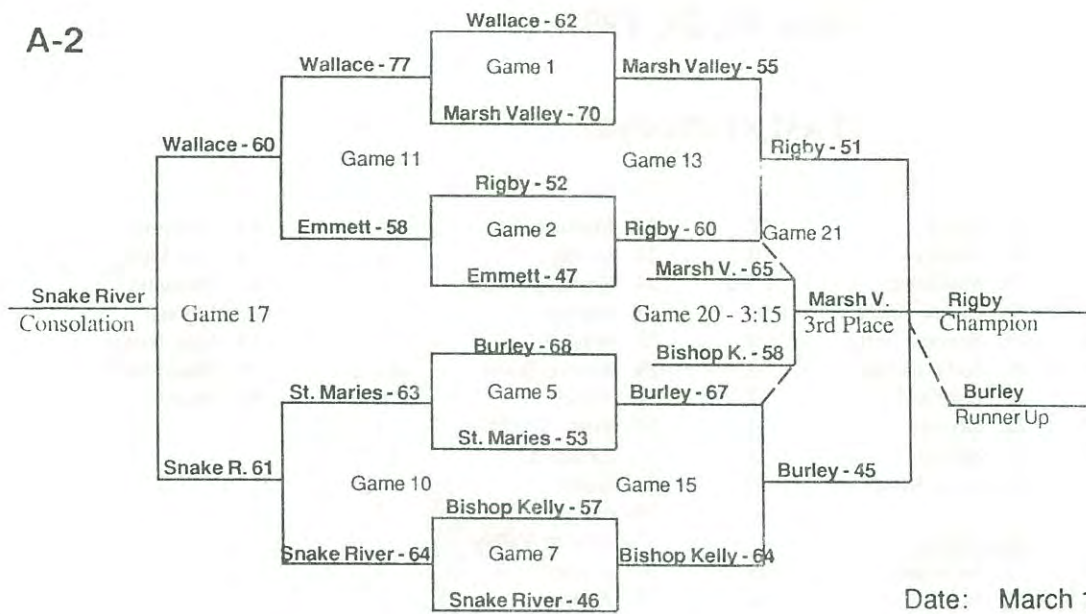 A-2
Wallace - 62
Wallace - 77
Game 1
Marsh Valley - 55
Marsh Valley - 70
Wallace - 60
Game 11
Game 13
Rigby - 51
Rigby - 52
Emmett - 58
Game 2
Rigby - 60
Game 21
Emmett - 47
Marsh V. - 65
Snake River
Consolation
Game 17
Game 20 - 3:15
Marsh V.
3rd Place
Rigby
Champion
Burley - 68
Bishop K. - 58
St. Maries - 63
Game 5
Burley - 67
Burley
Runner Up
St. Maries - 53
Snake R. 61
Game 10
Game 15
Burley - 45
Bishop Kelly - 57
Snake River - 64
Game 7
Bishop Kelly - 64
Snake River - 46
Date: March